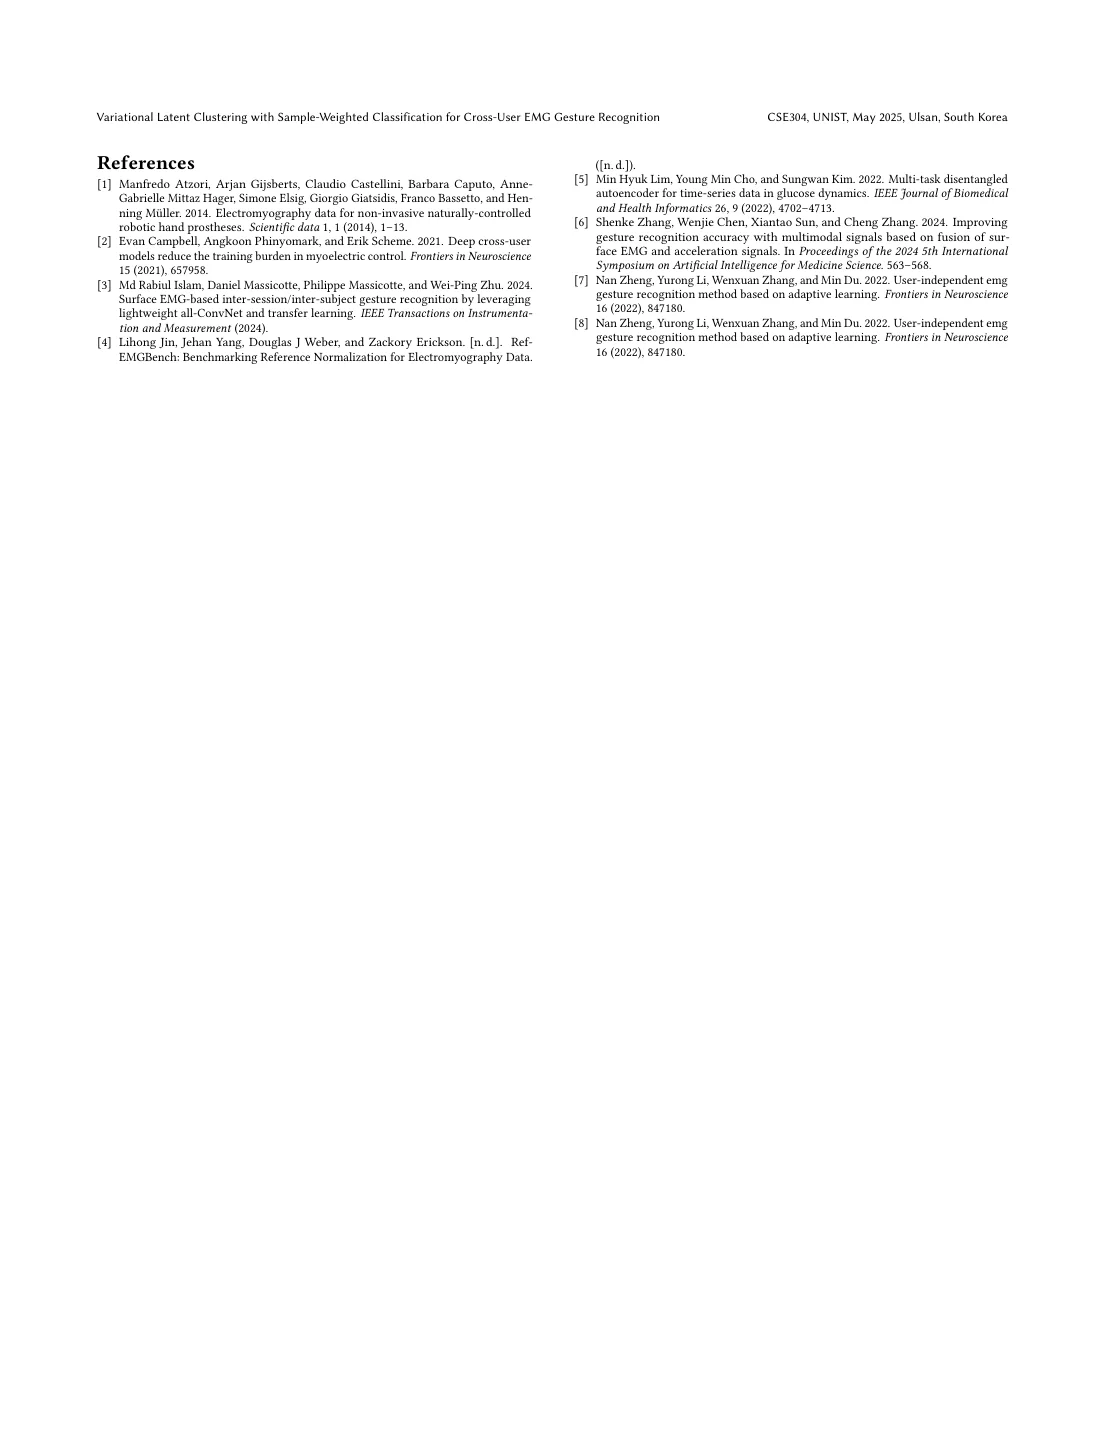 Variational Latent Clustering with Sample-Weighted Classification for Cross-User EMG Gesture Recognition
CSE304, UNIST, May 2025, Ulsan, South Korea
References
[1] Manfredo Atzori, Arjan Gijsberts, Claudio Castellini, Barbara Caputo, Anne-
Gabrielle Mittaz Hager, Simone Elsig, Giorgio Giatsidis, Franco Bassetto, and Hen-
ning Müller. 2014. Electromyography data for non-invasive naturally-controlled
robotic hand prostheses. Scientific data 1, 1 (2014), 1–13.
[2] Evan Campbell, Angkoon Phinyomark, and Erik Scheme. 2021. Deep cross-user
models reduce the training burden in myoelectric control. Frontiers in Neuroscience
15 (2021), 657958.
[3] Md Rabiul Islam, Daniel Massicotte, Philippe Massicotte, and Wei-Ping Zhu. 2024.
Surface EMG-based inter-session/inter-subject gesture recognition by leveraging
lightweight all-ConvNet and transfer learning. IEEE Transactions on Instrumenta-
tion and Measurement (2024).
[4] Lihong Jin, Jehan Yang, Douglas J Weber, and Zackory Erickson. [n. d.]. Ref-
EMGBench: Benchmarking Reference Normalization for Electromyography Data.
([n. d.]).
[5] Min Hyuk Lim, Young Min Cho, and Sungwan Kim. 2022. Multi-task disentangled
autoencoder for time-series data in glucose dynamics. IEEE Journal of Biomedical
and Health Informatics 26, 9 (2022), 4702–4713.
[6] Shenke Zhang, Wenjie Chen, Xiantao Sun, and Cheng Zhang. 2024. Improving
gesture recognition accuracy with multimodal signals based on fusion of sur-
face EMG and acceleration signals. In Proceedings of the 2024 5th International
Symposium on Artificial Intelligence for Medicine Science. 563–568.
[7] Nan Zheng, Yurong Li, Wenxuan Zhang, and Min Du. 2022. User-independent emg
gesture recognition method based on adaptive learning. Frontiers in Neuroscience
16 (2022), 847180.
[8] Nan Zheng, Yurong Li, Wenxuan Zhang, and Min Du. 2022. User-independent emg
gesture recognition method based on adaptive learning. Frontiers in Neuroscience
16 (2022), 847180.